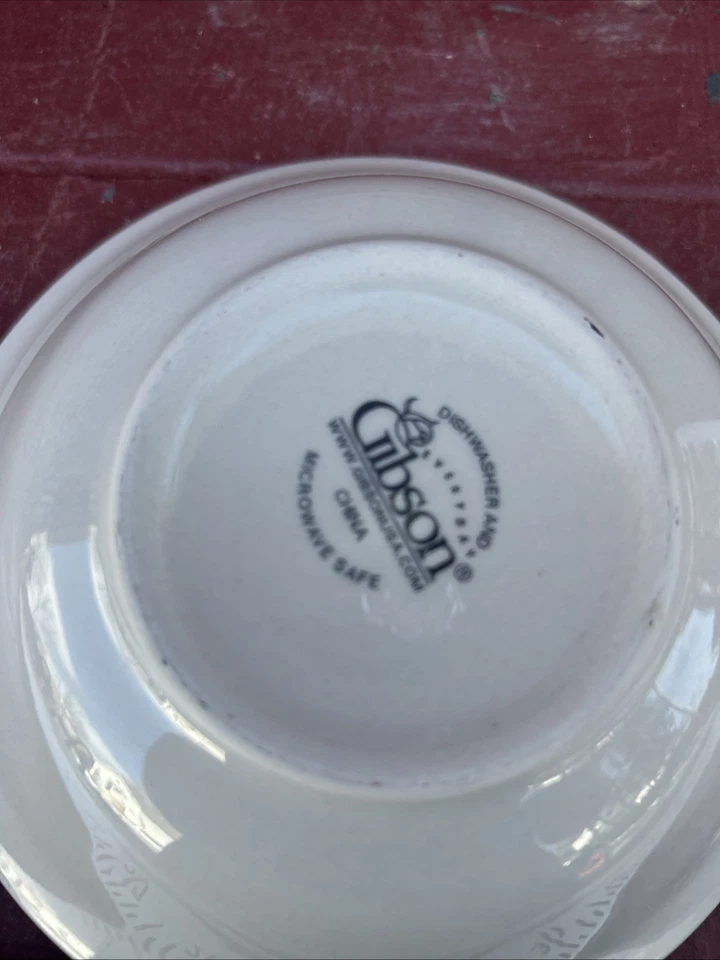 DISHWASHER AND
EVERYDAY
Gibson®
WWW.GIBSONUSA.COM
CHINA
MICROWAVE SAFE